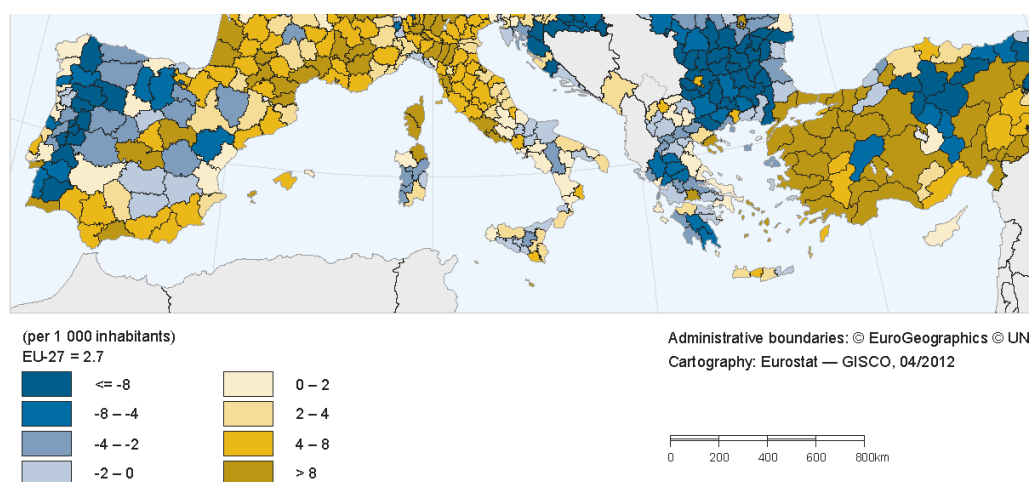 (per 1 000 inhabitants)
EU-27 = 2.7
<= -8
-8 – -4
-4 – -2
-2 – 0
0 – 2
2 – 4
4 – 8
> 8
Administrative boundaries: © EuroGeographics © UN
Cartography: Eurostat — GISCO, 04/2012
0 200 400 600 800km